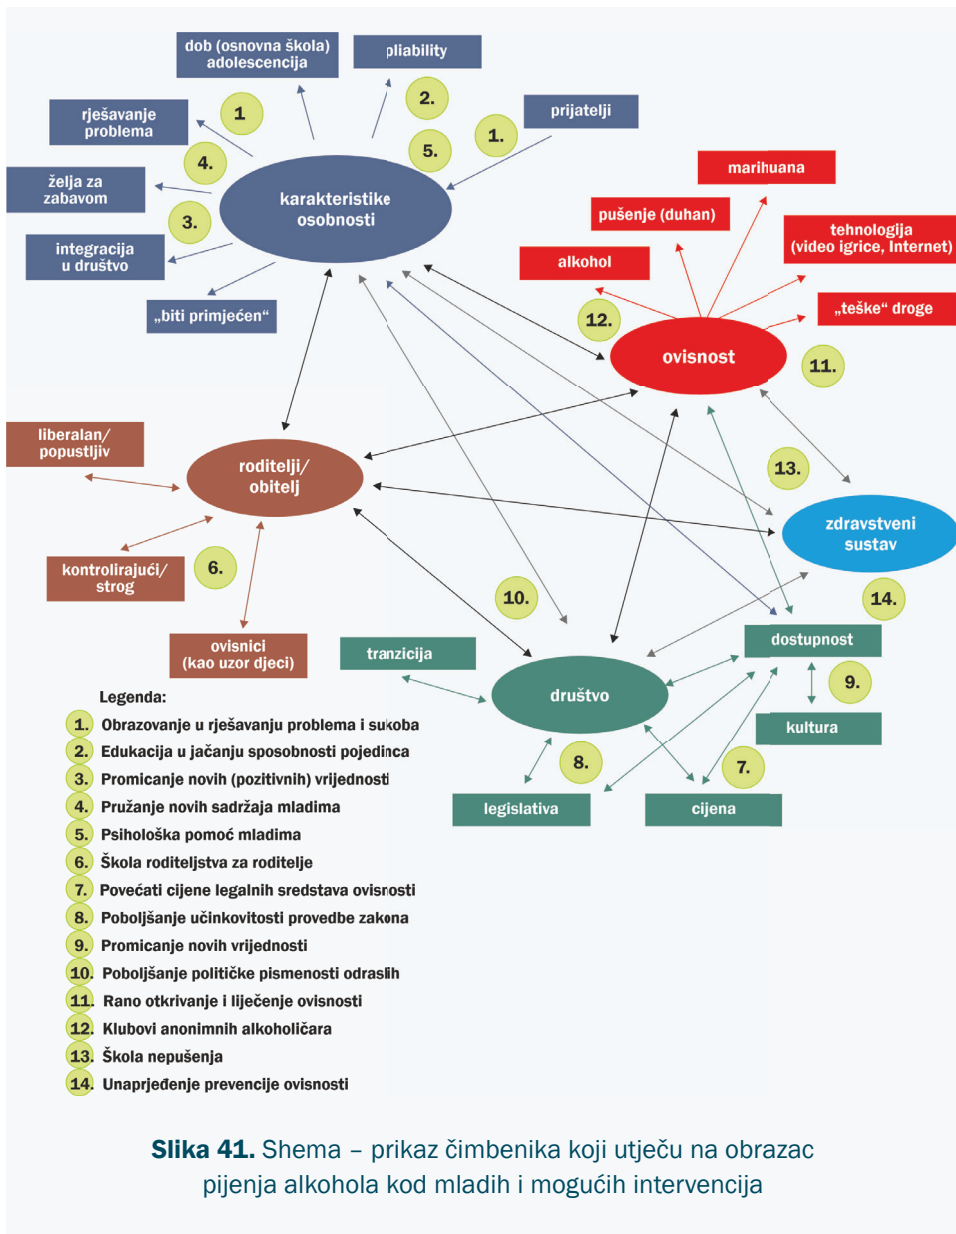 dob (osnovna škola)
adolescencija
pliability
rješavanje
problema
1
2.
prijatelji
1.
5.
4.
želja za
zabavom
3.
karakteristike
osobnosti
integracija
u društvo
„biti primjećen“
marihuana
pušenje (duhan)
tehnologija
(video igrice, Internet)
alkohol
„teške“ droge
12.
ovisnost
11.
liberalan/
popustljiv
roditelji/
obitelj
13.
zdravstveni
sustav
kontrolirajući/
strog
6.
10.
14.
ovisnici
(kao uzor djeci)
tranzicija
dostupnost
društvo
9.
kultura
8.
7.
legislativa
cijena
Legenda:
1. Obrazovanje u rješavanju problema i sukoba
2. Edukacija u jačanju sposobnosti pojedinca
3. Promicanje novih (pozitivnih) vrijednosti
4. Pružanje novih sadržaja mladima
5. Psihološka pomoć mladima
6. Škola roditeljstva za roditelje
7. Povećati cijene legalnih sredstava ovisnosti
8. Poboljšanje učinkovitosti provedbe zakona
9. Promicanje novih vrijednosti
10. Poboljšanje političke pismenosti odraslih
11. Rano otkrivanje i liječenje ovisnosti
12. Klubovi anonimnih alkoholičara
13. Škola nepušenja
14. Unaprjeđenje prevencije ovisnosti
Slika 41. Shema – prikaz čimbenika koji utječu na obrazac
pijenja alkohola kod mladih i mogućih intervencija